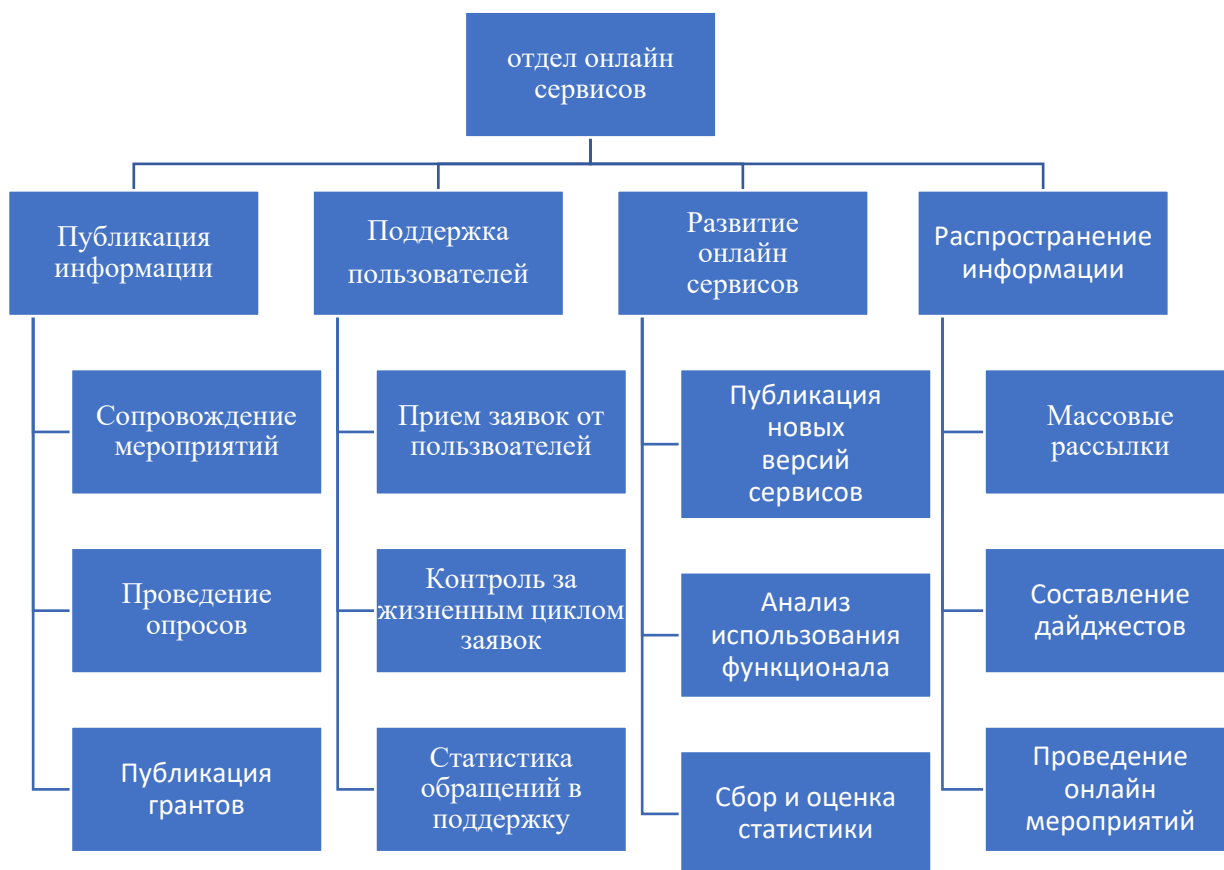 отдел онлайн
сервисов
Публикация
информации
Сопровождение
мероприятий
Проведение
опросов
Публикация
грантов
Поддержка
пользователей
Прием заявок от
пользвоателей
Контроль за
жизненным циклом
заявок
Статистика
обращений в
поддержку
Развитие
онлайн
сервисов
Публикация
новых
версий
сервисов
Анализ
использования
функционала
Сбор и оценка
статистики
Распространение
информации
Массовые
рассылки
Составление
дайджестов
Проведение
онлайн
мероприятий